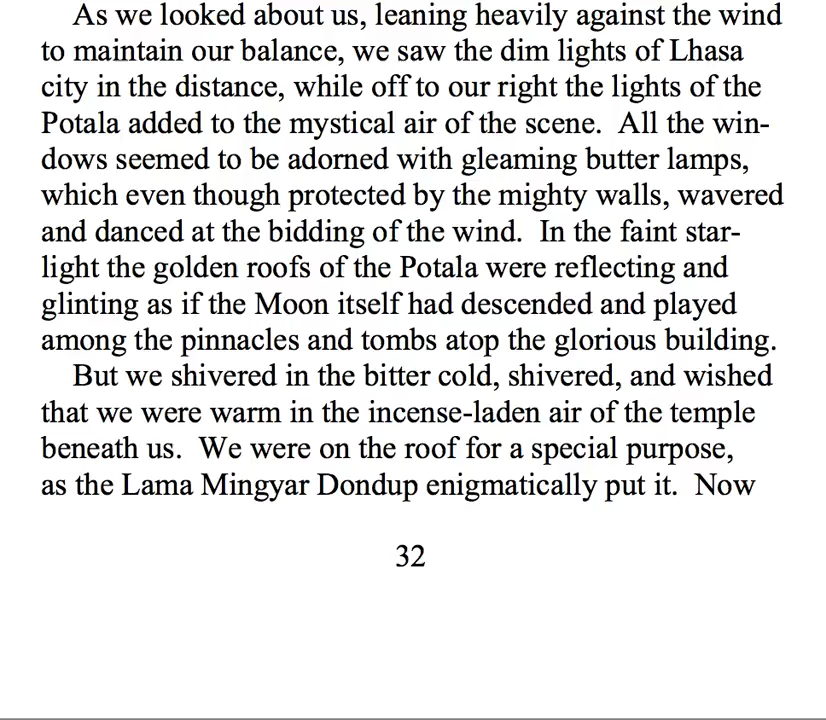 As we looked about us, leaning heavily against the wind
to maintain our balance, we saw the dim lights of Lhasa
city in the distance, while off to our right the lights of the
Potala added to the mystical air of the scene.  All the win-
dows seemed to be adorned with gleaming butter lamps,
which even though protected by the mighty walls, wavered
and danced at the bidding of the wind.  In the faint star-
light the golden roofs of the Potala were reflecting and
glinting as if the Moon itself had descended and played
among the pinnacles and tombs atop the glorious building.
But we shivered in the bitter cold, shivered, and wished
that we were warm in the incense-laden air of the temple
beneath us.  We were on the roof for a special purpose,
as the Lama Mingyar Dondup enigmatically put it.  Now
32